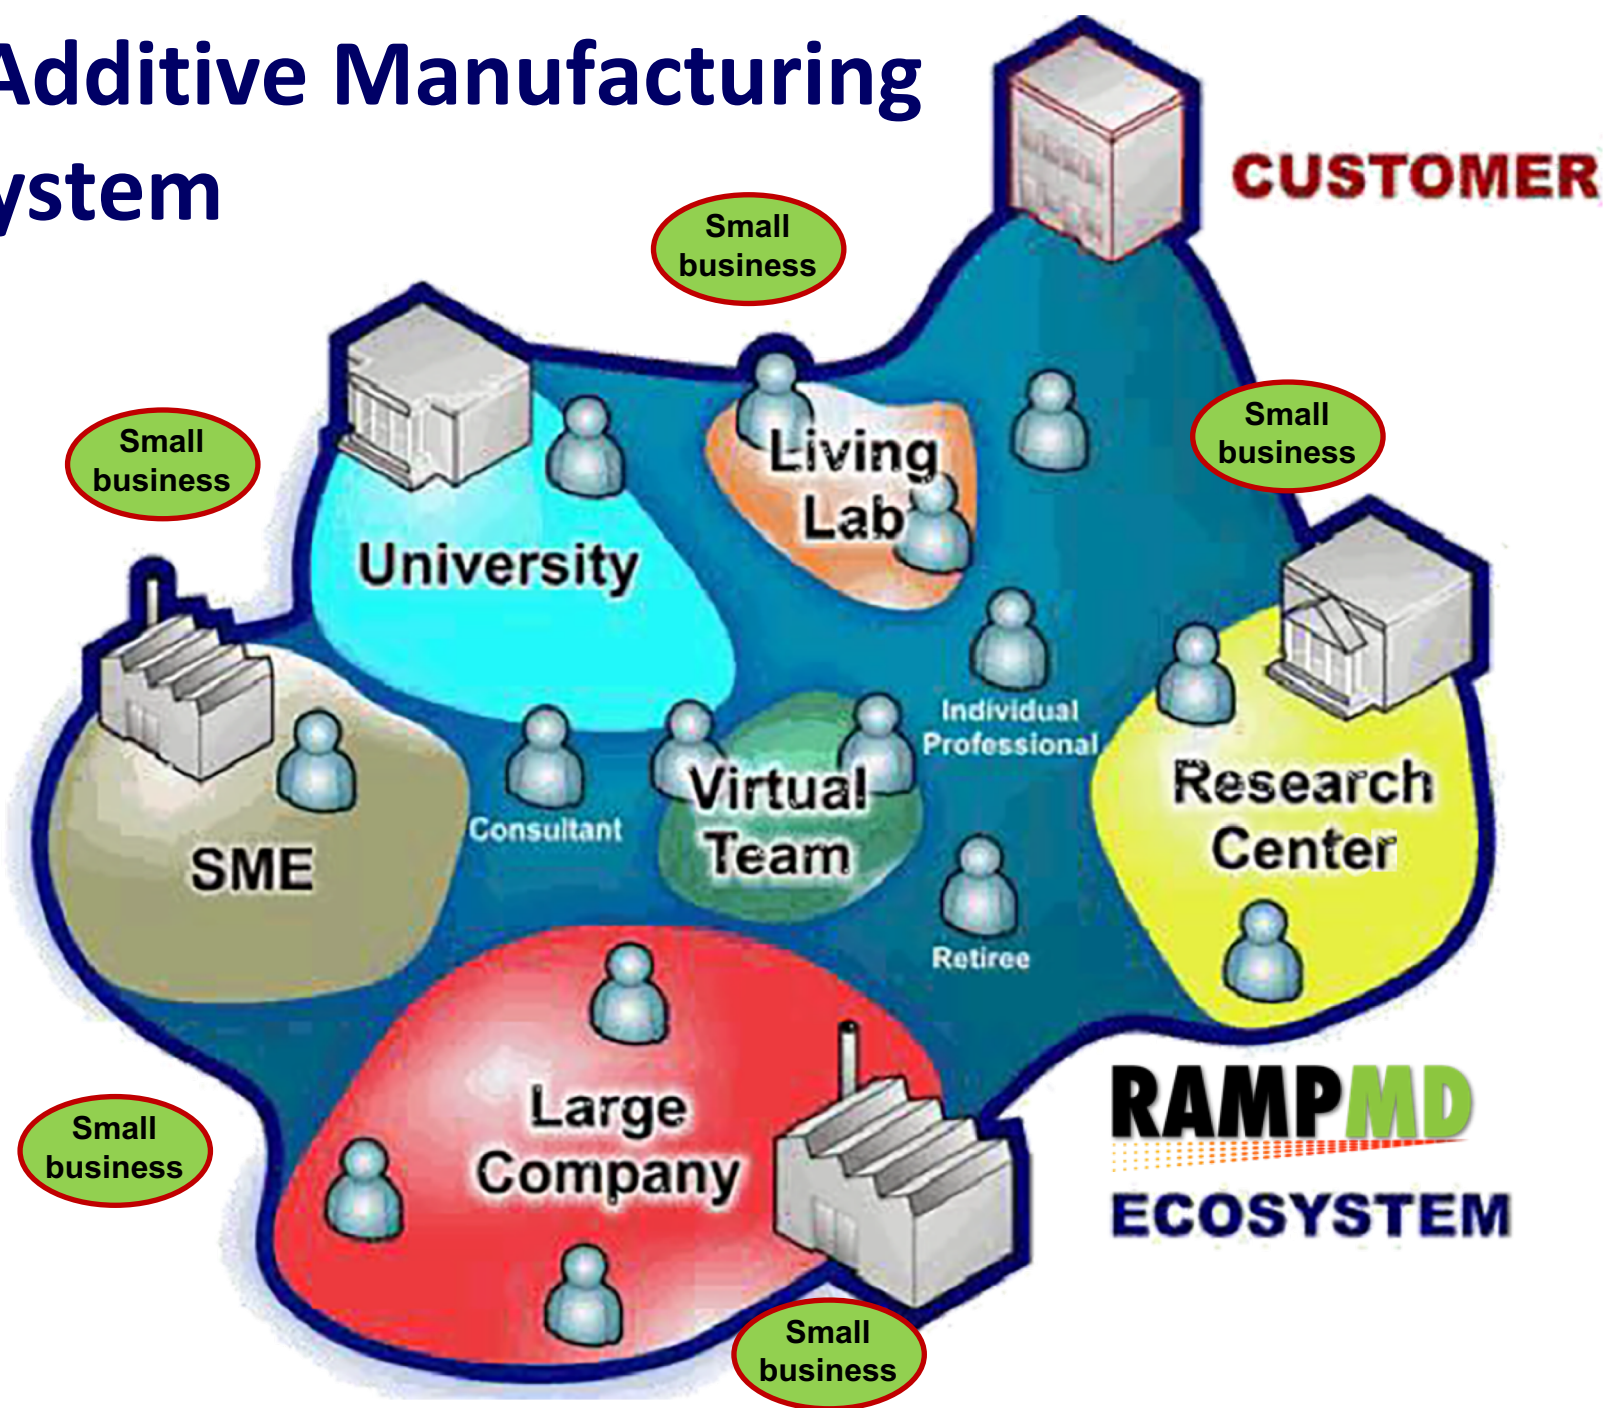 Additive Manufacturing
ystem
CUSTOMER
Small
business
Small
business
Small
business
Living
Lab
University
Individual
Professional
Research
Center
Virtual
Team
Consultant
SME
Retiree
Large
Company
RAMPMD
ECOSYSTEM
Small
business
Small
business